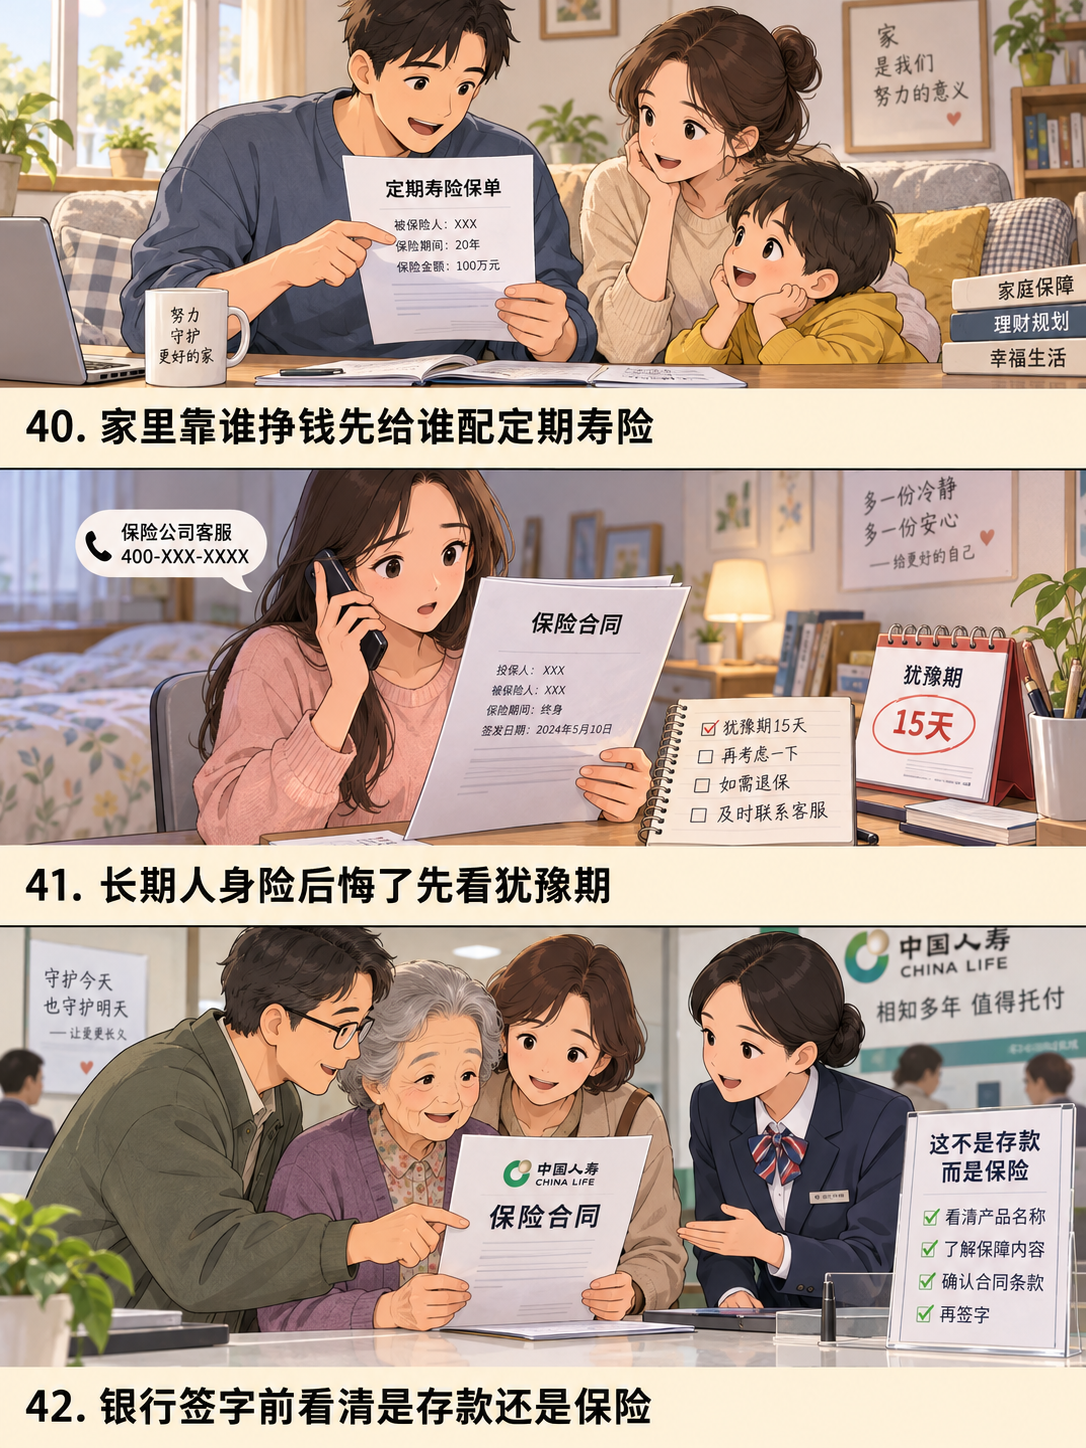 家
是我们
努力的意义
定期寿险保单
被保险人：XXX
保险期间：20年
保险金额：100万元
努力
守护
更好的家
家庭保障
理财规划
幸福生活
40. 家里靠谁挣钱先给谁配定期寿险
多一份冷静
多一份安心
——给更好的自己
保险公司客服
400-XXX-XXXX
保险合同
投保人：XXX
被保险人：XXX
保险期间：终身
签发日期：2024年5月10日
犹豫期
15天
犹豫期15天
再考虑一下
如需退保
及时联系客服
41. 长期人身险后悔了先看犹豫期
守护今天
也守护明天
——让爱更长久
中国人寿
CHINA LIFE
相知多年 值得托付
中国人寿
CHINA LIFE
保险合同
这不是存款
而是保险
看清产品名称
了解保障内容
确认合同条款
再签字
42. 银行签字前看清是存款还是保险